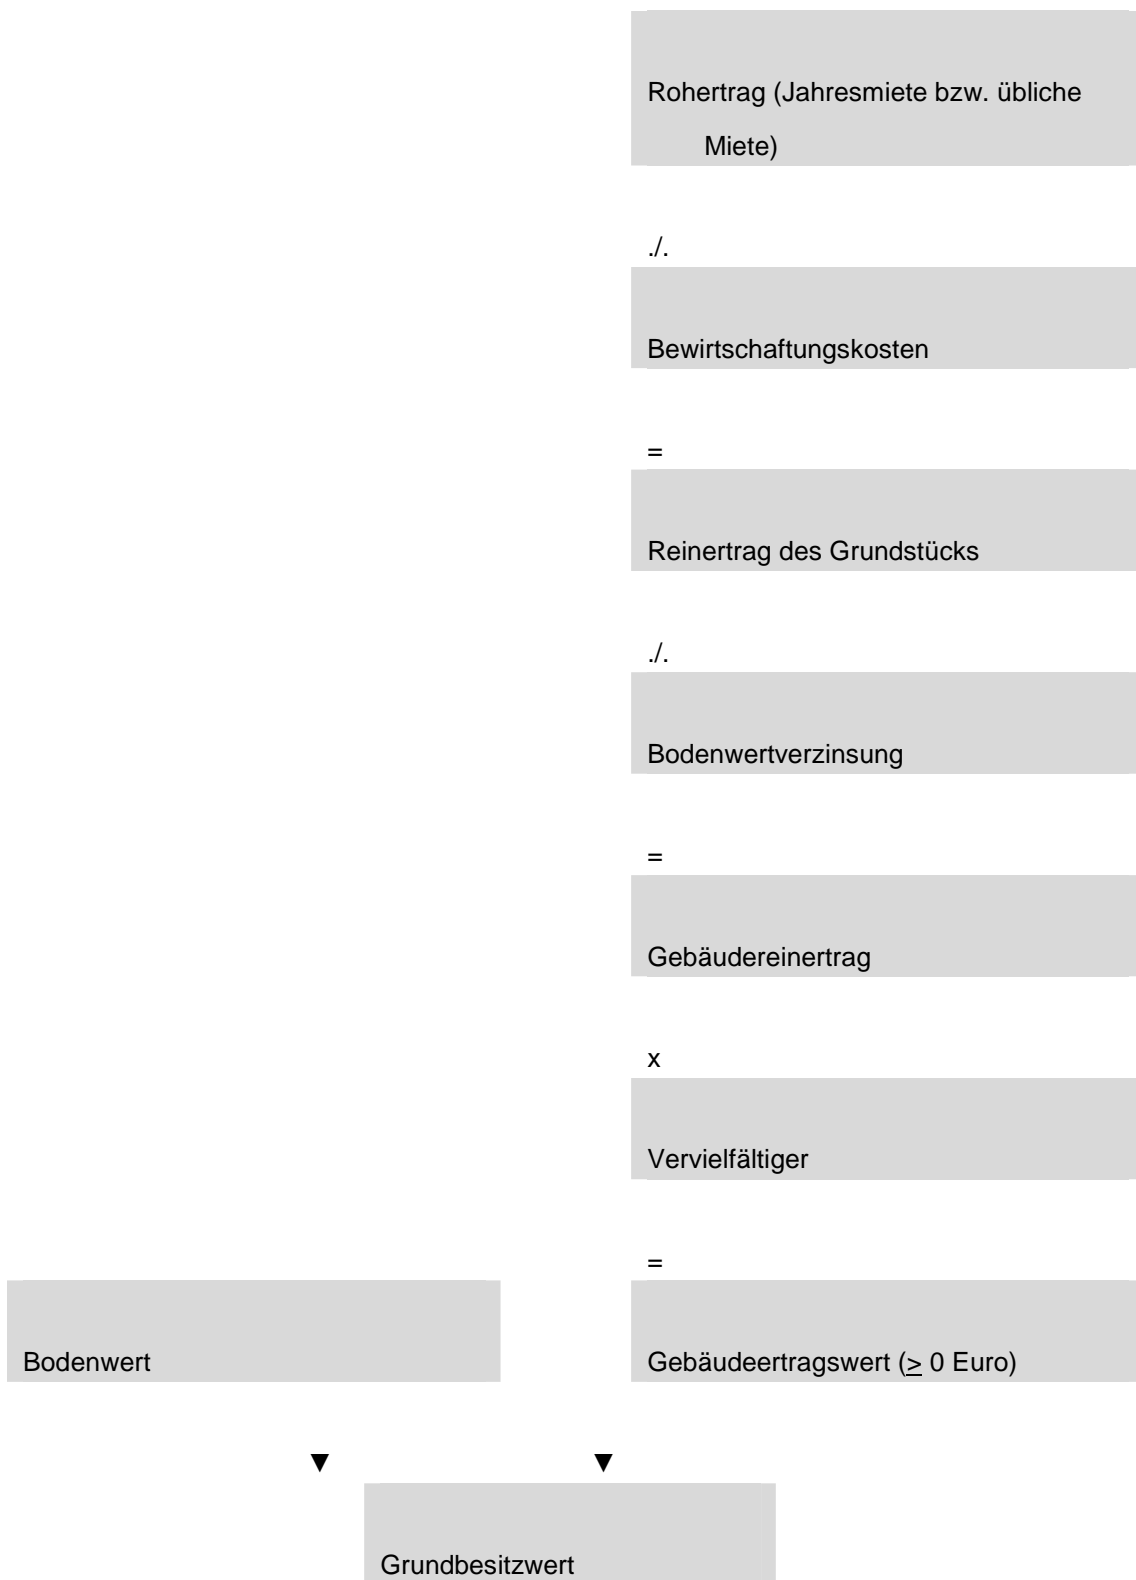 Rohertrag (Jahresmiete bzw. übliche
Miete)
./.
Bewirtschaftungskosten
=
Reinertrag des Grundstücks
./.
Bodenwertverzinsung
=
Gebäudereinertrag
x
Vervielfältiger
=
Bodenwert
Gebäudeertragswert (≥ 0 Euro)
▼ ▼
Grundbesitzwert